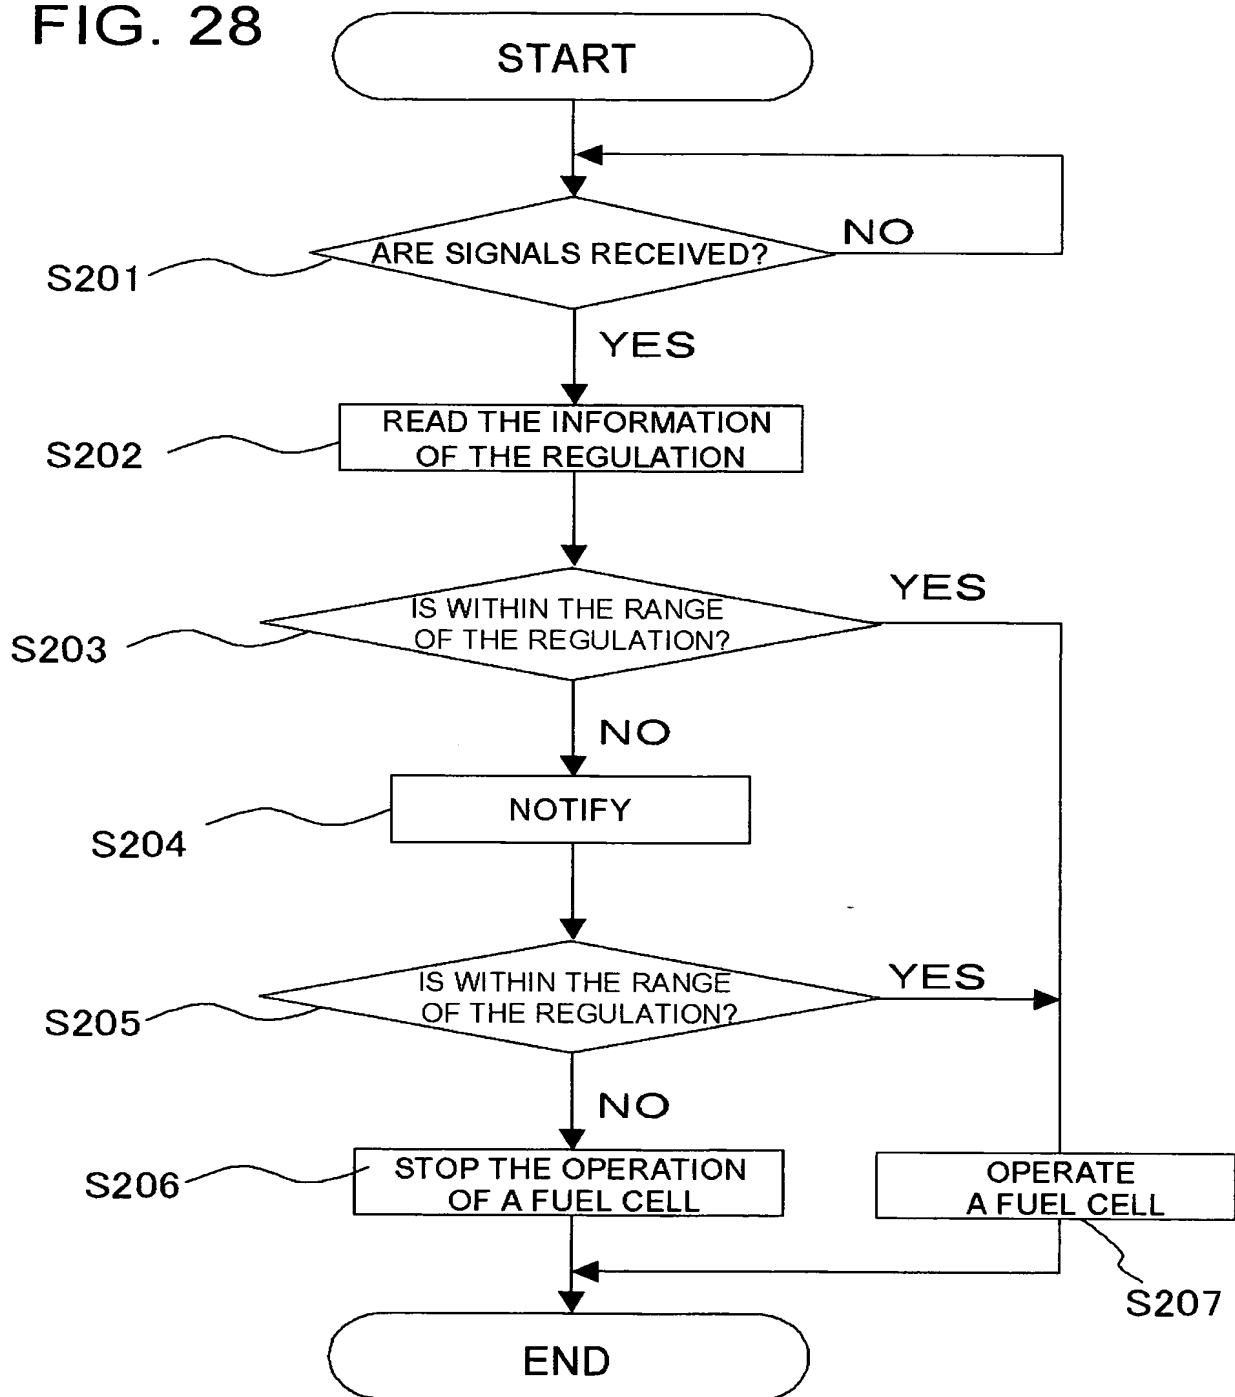 FIG. 28
START
ARE SIGNALS RECEIVED?
NO
S201
YES
READ THE INFORMATION
OF THE REGULATION
S202
IS WITHIN THE RANGE
OF THE REGULATION?
YES
S203
NO
NOTIFY
S204
IS WITHIN THE RANGE
OF THE REGULATION?
YES
S205
NO
STOP THE OPERATION
OF A FUEL CELL
S206
OPERATE
A FUEL CELL
S207
END